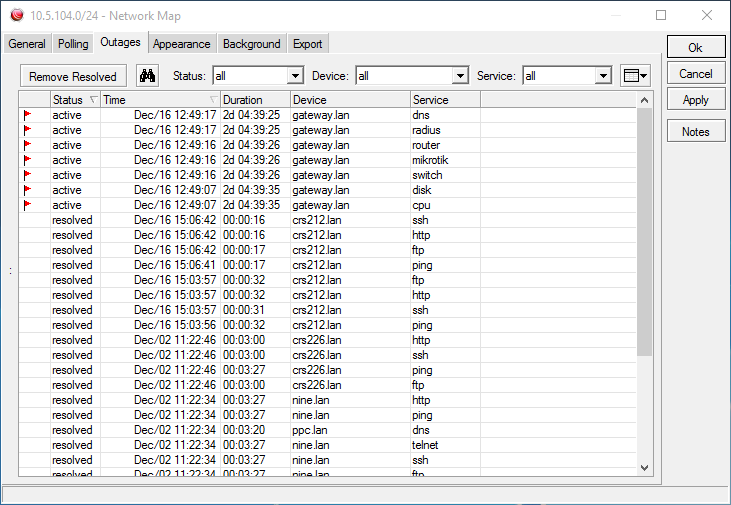 10.5.104.0/24 - Network Map
General Polling Outages Appearance Background Export
Ok
Remove Resolved Status: all Device: all Service: all
Cancel
Apply
Notes
Status Time Duration Device Service
active Dec/16 12:49:17 2d 04:39:25 gateway.lan dns
active Dec/16 12:49:17 2d 04:39:25 gateway.lan radius
active Dec/16 12:49:16 2d 04:39:26 gateway.lan router
active Dec/16 12:49:16 2d 04:39:26 gateway.lan mikrotik
active Dec/16 12:49:16 2d 04:39:26 gateway.lan switch
active Dec/16 12:49:07 2d 04:39:35 gateway.lan disk
active Dec/16 12:49:07 2d 04:39:35 gateway.lan cpu
resolved Dec/16 15:06:42 00:00:16 crs212.lan ssh
resolved Dec/16 15:06:42 00:00:16 crs212.lan http
resolved Dec/16 15:06:42 00:00:17 crs212.lan ftp
resolved Dec/16 15:06:41 00:00:17 crs212.lan ping
resolved Dec/16 15:03:57 00:00:32 crs212.lan ftp
resolved Dec/16 15:03:57 00:00:32 crs212.lan http
resolved Dec/16 15:03:57 00:00:31 crs212.lan ssh
resolved Dec/16 15:03:56 00:00:32 crs212.lan ping
resolved Dec/02 11:22:46 00:03:00 crs226.lan http
resolved Dec/02 11:22:46 00:03:00 crs226.lan ssh
resolved Dec/02 11:22:46 00:03:27 crs226.lan ping
resolved Dec/02 11:22:46 00:03:00 crs226.lan ftp
resolved Dec/02 11:22:34 00:03:27 nine.lan http
resolved Dec/02 11:22:34 00:03:27 nine.lan ping
resolved Dec/02 11:22:34 00:03:20 ppc.lan dns
resolved Dec/02 11:22:34 00:03:27 nine.lan telnet
resolved Dec/02 11:22:34 00:03:27 nine.lan ssh
resolved Dec/02 11:22:34 00:03:27 nine.lan ftp
: